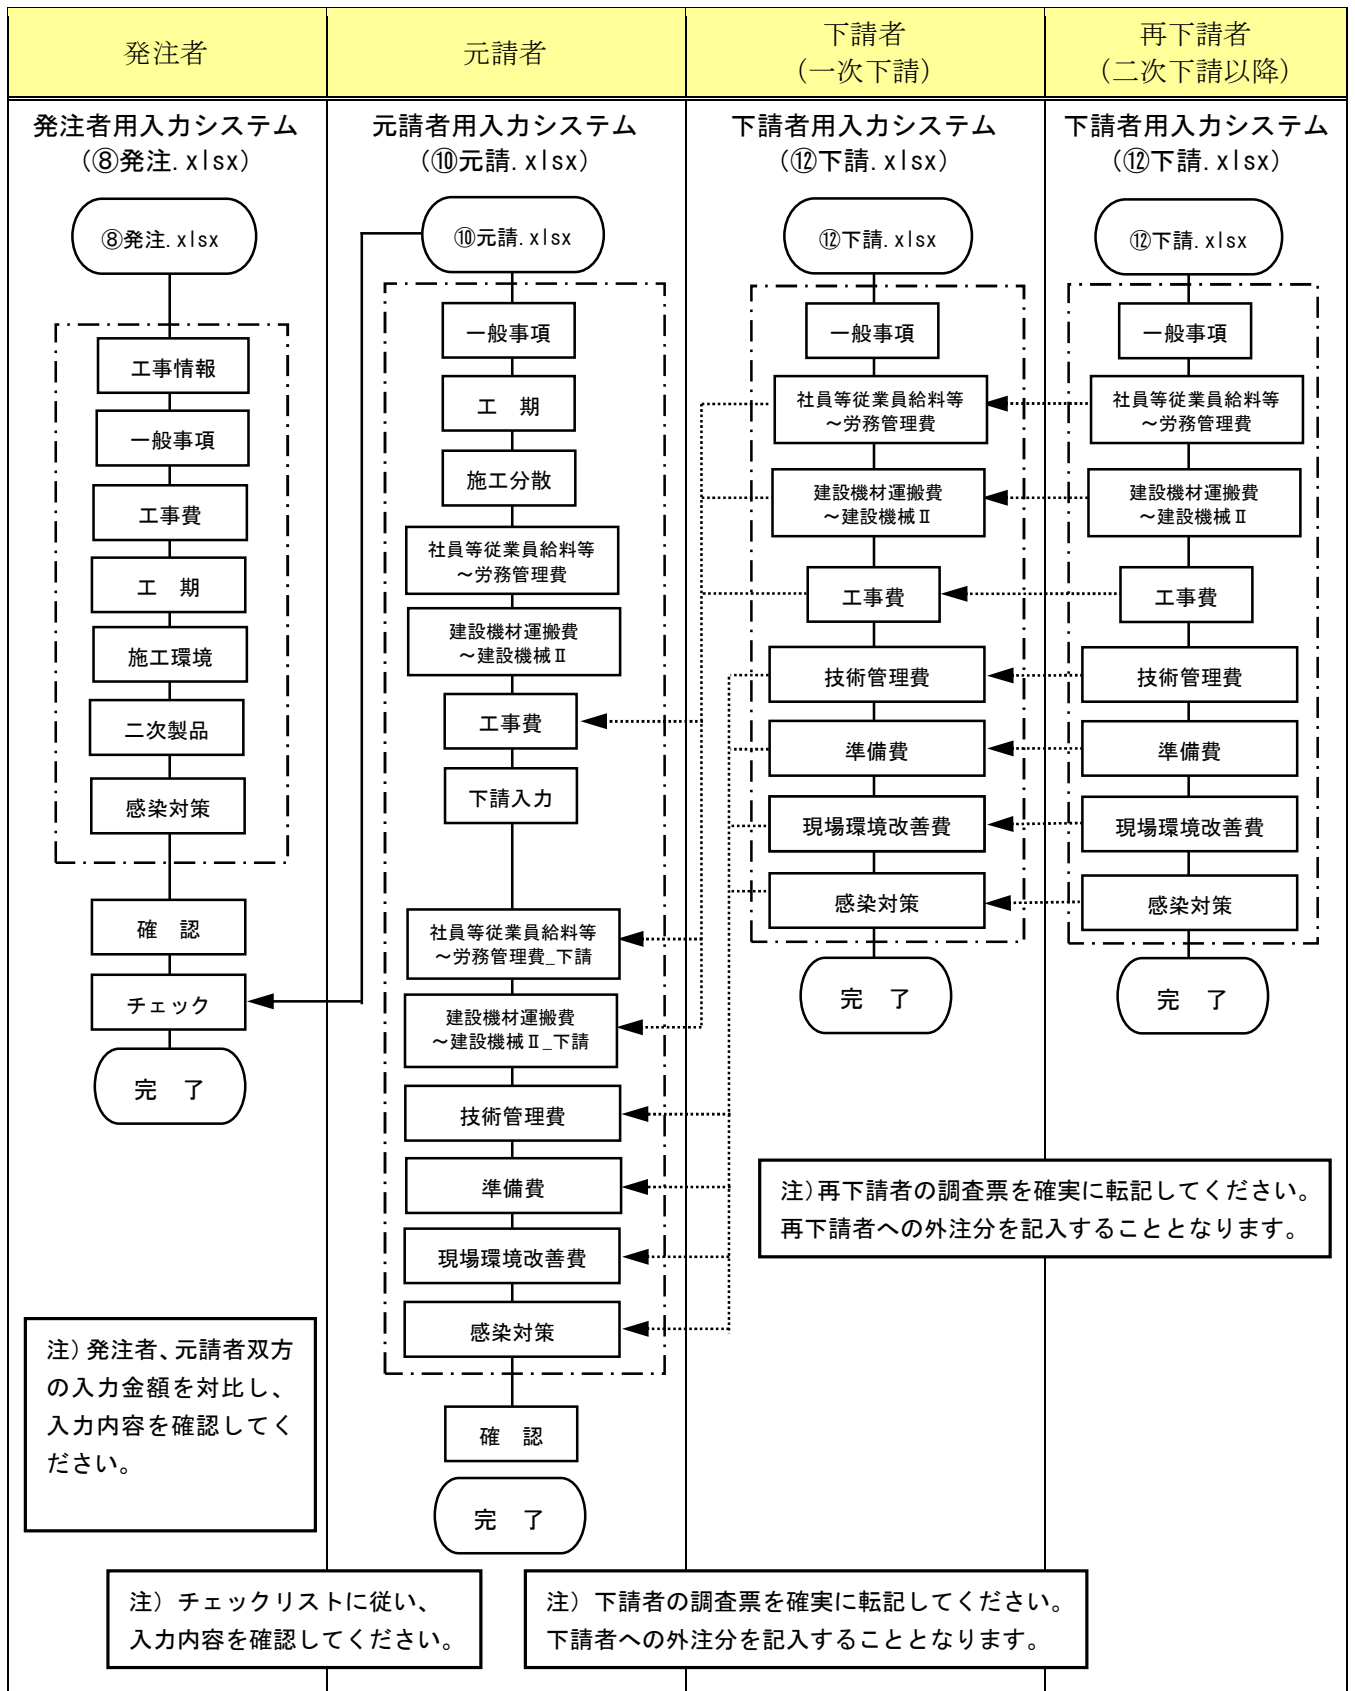 発注者
元請者
下請者
（一次下請）
再下請者
（二次下請以降）
発注者用入力システム
（⑧発注.xlsx）
⑧発注.xlsx
工事情報
一般事項
工事費
工　期
施工環境
二次製品
感染対策
確　認
チェック
完　了
注）発注者、元請者双方
の入力金額を対比し、
入力内容を確認してく
ださい。
元請者用入力システム
（⑩元請.xlsx）
⑩元請.xlsx
一般事項
工　期
施工分散
社員等従業員給料等
～労務管理費
建設機材運搬費
～建設機械Ⅱ
工事費
下請入力
社員等従業員給料等
～労務管理費_下請
建設機材運搬費
～建設機械Ⅱ_下請
技術管理費
準備費
現場環境改善費
感染対策
確　認
完　了
下請者用入力システム
（⑫下請.xlsx）
⑫下請.xlsx
一般事項
社員等従業員給料等
～労務管理費
建設機材運搬費
～建設機械Ⅱ
工事費
技術管理費
準備費
現場環境改善費
感染対策
完　了
下請者用入力システム
（⑫下請.xlsx）
⑫下請.xlsx
一般事項
社員等従業員給料等
～労務管理費
建設機材運搬費
～建設機械Ⅱ
工事費
技術管理費
準備費
現場環境改善費
感染対策
完　了
注）再下請者の調査票を確実に転記してください。
再下請者への外注分を記入することとなります。
注） チェックリストに従い、
入力内容を確認してください。
注） 下請者の調査票を確実に転記してください。
下請者への外注分を記入することとなります。